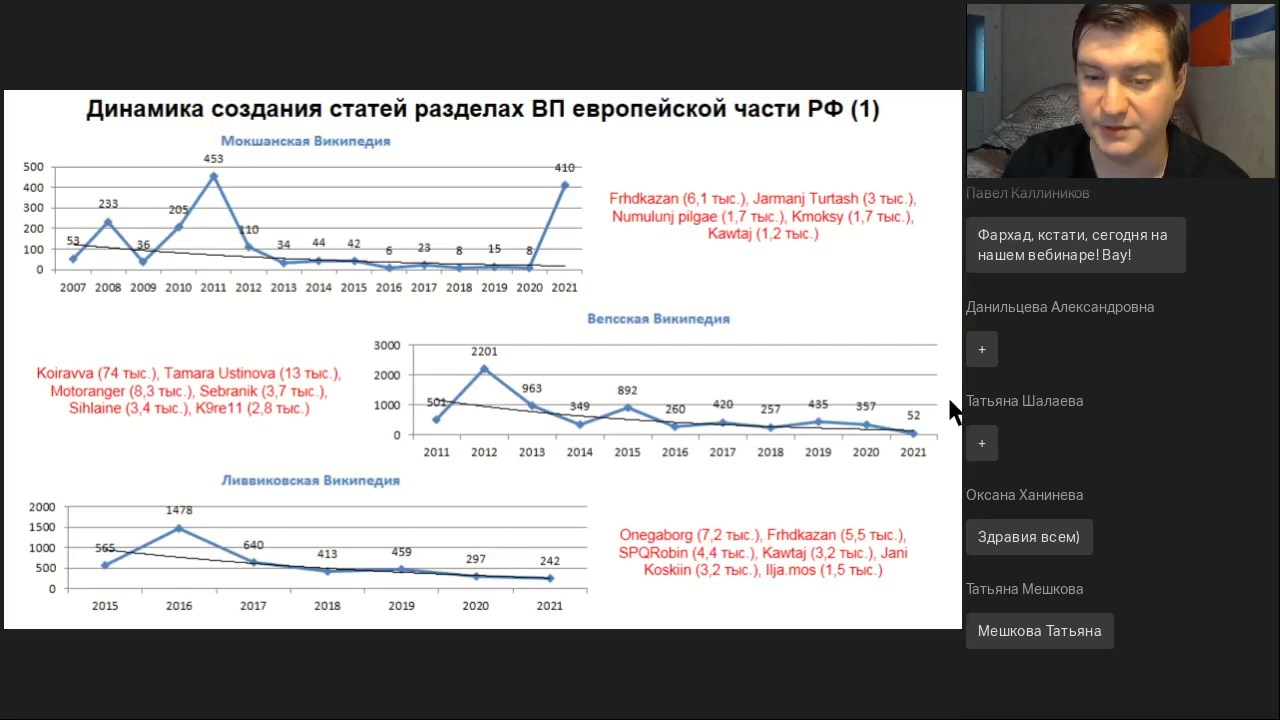 Динамика создания статей разделах ВП европейской части РФ (1)
Мокшанская Википедия
500
400
300
200
100
0
53 233 36 205 453 110 34 44 42 6 23 8 15 8 410
2007 2008 2009 2010 2011 2012 2013 2014 2015 2016 2017 2018 2019 2020 2021
Frhdkazan (6,1 тыс.), Jarmanj Turtash (3 тыс.),
Numulunj pilgae (1,7 тыс.), Kmoksy (1,7 тыс.),
Kawtaj (1,2 тыс.)
Вепсская Википедия
Koiravva (74 тыс.), Tamara Ustinova (13 тыс.),
Motoranger (8,3 тыс.), Sebranik (3,7 тыс.),
Sihlaine (3,4 тыс.), K9re11 (2,8 тыс.)
3000
2000
1000
0
501 2201 963 349 892 260 420 257 435 357 52
2011 2012 2013 2014 2015 2016 2017 2018 2019 2020 2021
Ливвиковская Википедия
2000
1500
1000
500
0
565 1478 640 413 459 297 242
2015 2016 2017 2018 2019 2020 2021
Onegaborg (7,2 тыс.), Frhdkazan (5,5 тыс.),
SPQRobin (4,4 тыс.), Kawtaj (3,2 тыс.), Jani
Koskiin (3,2 тыс.), Ilja.mos (1,5 тыс.)
Павел Каллиников
Фархад, кстати, сегодня на
нашем вебинаре! Вау!
Данильцева Александровна
+
Татьяна Шалаева
+
Оксана Ханинева
Здравия всем)
Татьяна Мешкова
Мешкова Татьяна